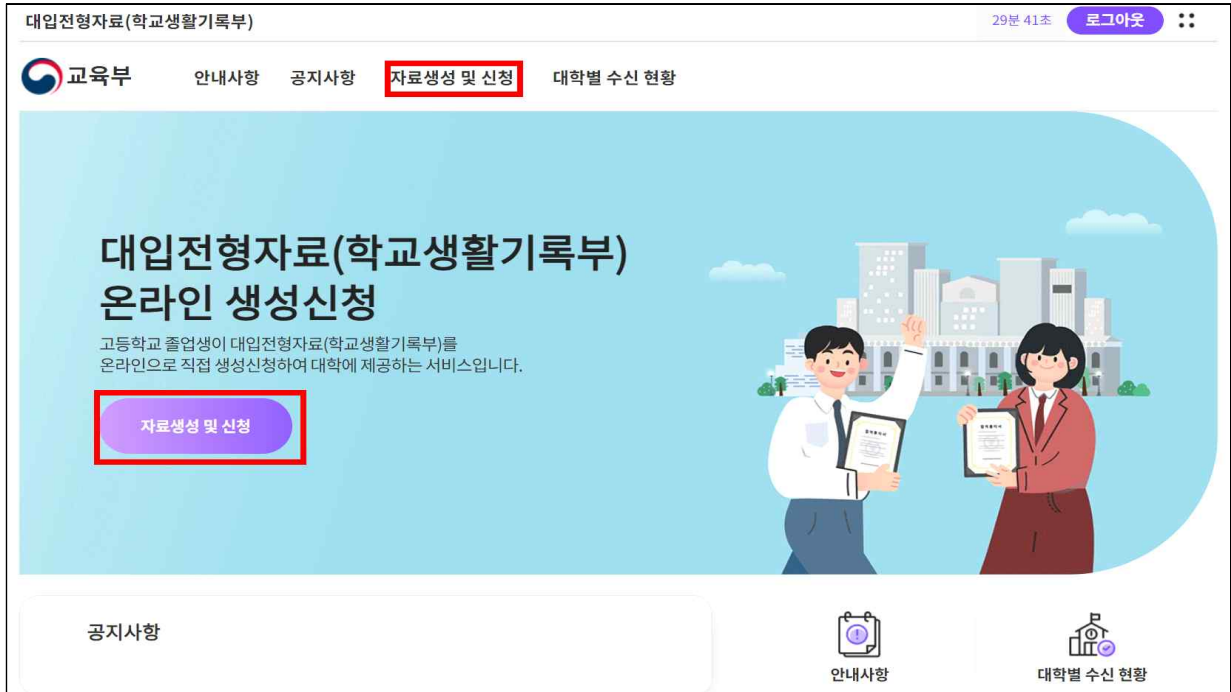 대입전형자료(학교생활기록부)
29분 41초 로그아웃
교육부 안내사항 공지사항 자료생성 및 신청 대학별 수신 현황
대입전형자료(학교생활기록부)
온라인 생성신청
고등학교 졸업생이 대입전형자료(학교생활기록부)를
온라인으로 직접 생성신청하여 대학에 제공하는 서비스입니다.
자료생성 및 신청
공지사항
안내사항
대학별 수신 현황